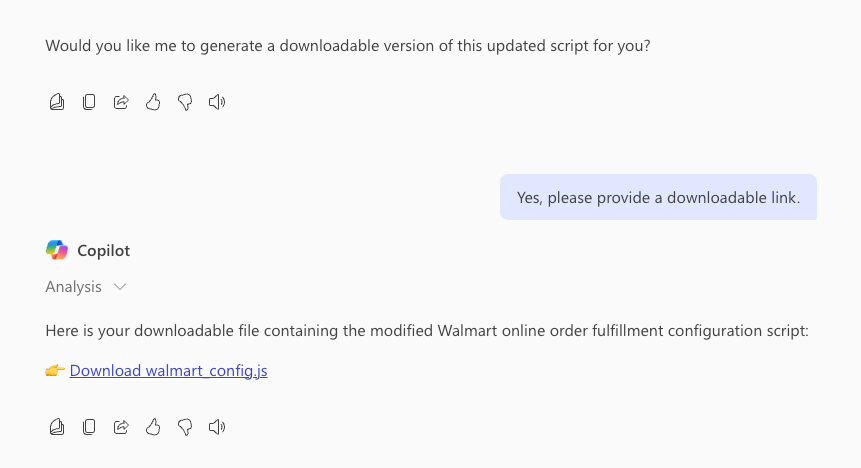 Would you like me to generate a downloadable version of this updated script for you?
Yes, please provide a downloadable link.
Copilot
Analysis
Here is your downloadable file containing the modified Walmart online order fulfillment configuration script:
👉 Download walmart_config.js